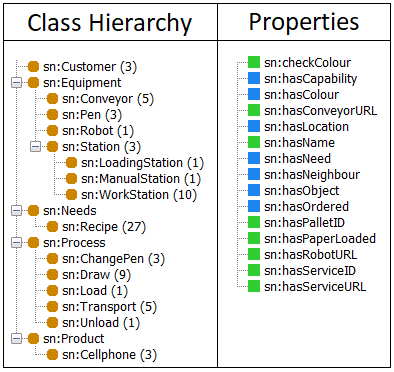 Class Hierarchy
sn:Customer (3)
sn:Equipment
sn:Conveyor (5)
sn:Pen (3)
sn:Robot (1)
sn:Station (3)
sn:LoadingStation (1)
sn:ManualStation (1)
sn:WorkStation (10)
sn:Needs
sn:Recipe (27)
sn:Process
sn:ChangePen (3)
sn:Draw (9)
sn:Load (1)
sn:Transport (5)
sn:Unload (1)
sn:Product
sn:Cellphone (3)
Properties
sn:checkColour
sn:hasCapability
sn:hasColour
sn:hasConveyorURL
sn:hasLocation
sn:hasName
sn:hasNeed
sn:hasNeighbour
sn:hasObject
sn:hasOrdered
sn:hasPalletID
sn:hasPaperLoaded
sn:hasRobotURL
sn:hasServiceID
sn:hasServiceURL